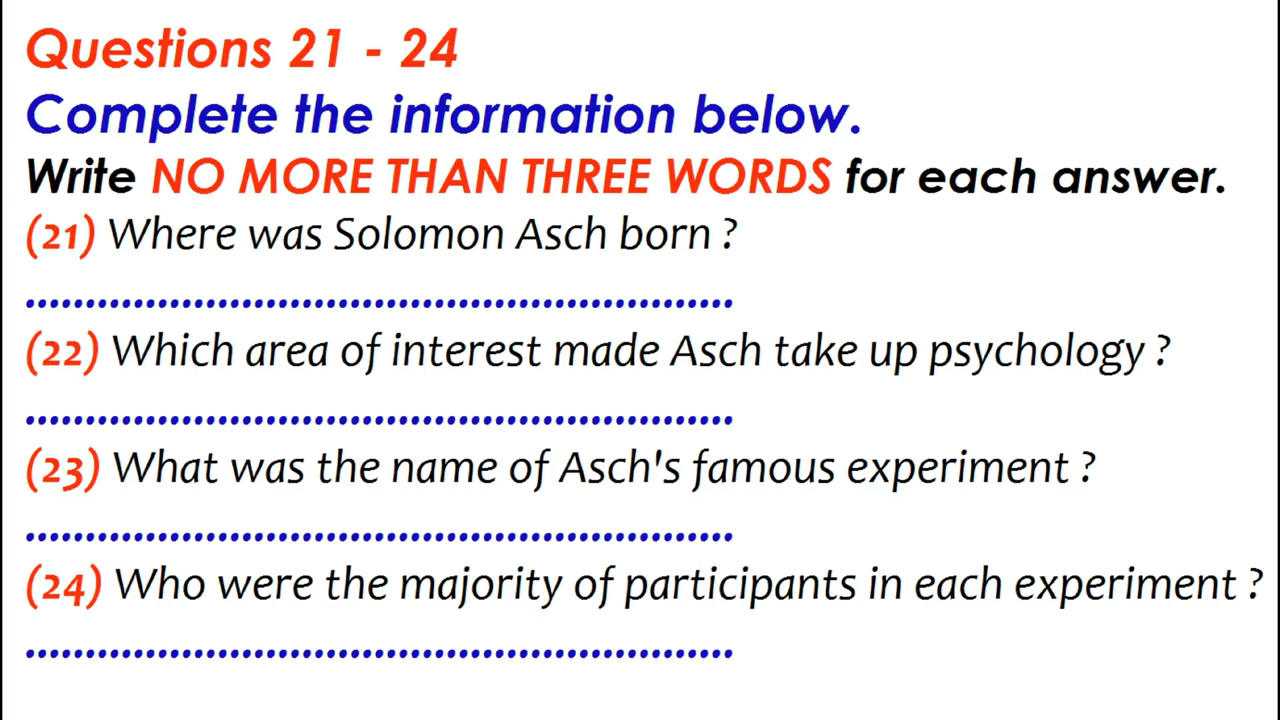 Questions 21 - 24
Complete the information below.
Write NO MORE THAN THREE WORDS for each answer.
(21) Where was Solomon Asch born ?
............................................................
(22) Which area of interest made Asch take up psychology ?
............................................................
(23) What was the name of Asch's famous experiment ?
............................................................
(24) Who were the majority of participants in each experiment ?
............................................................